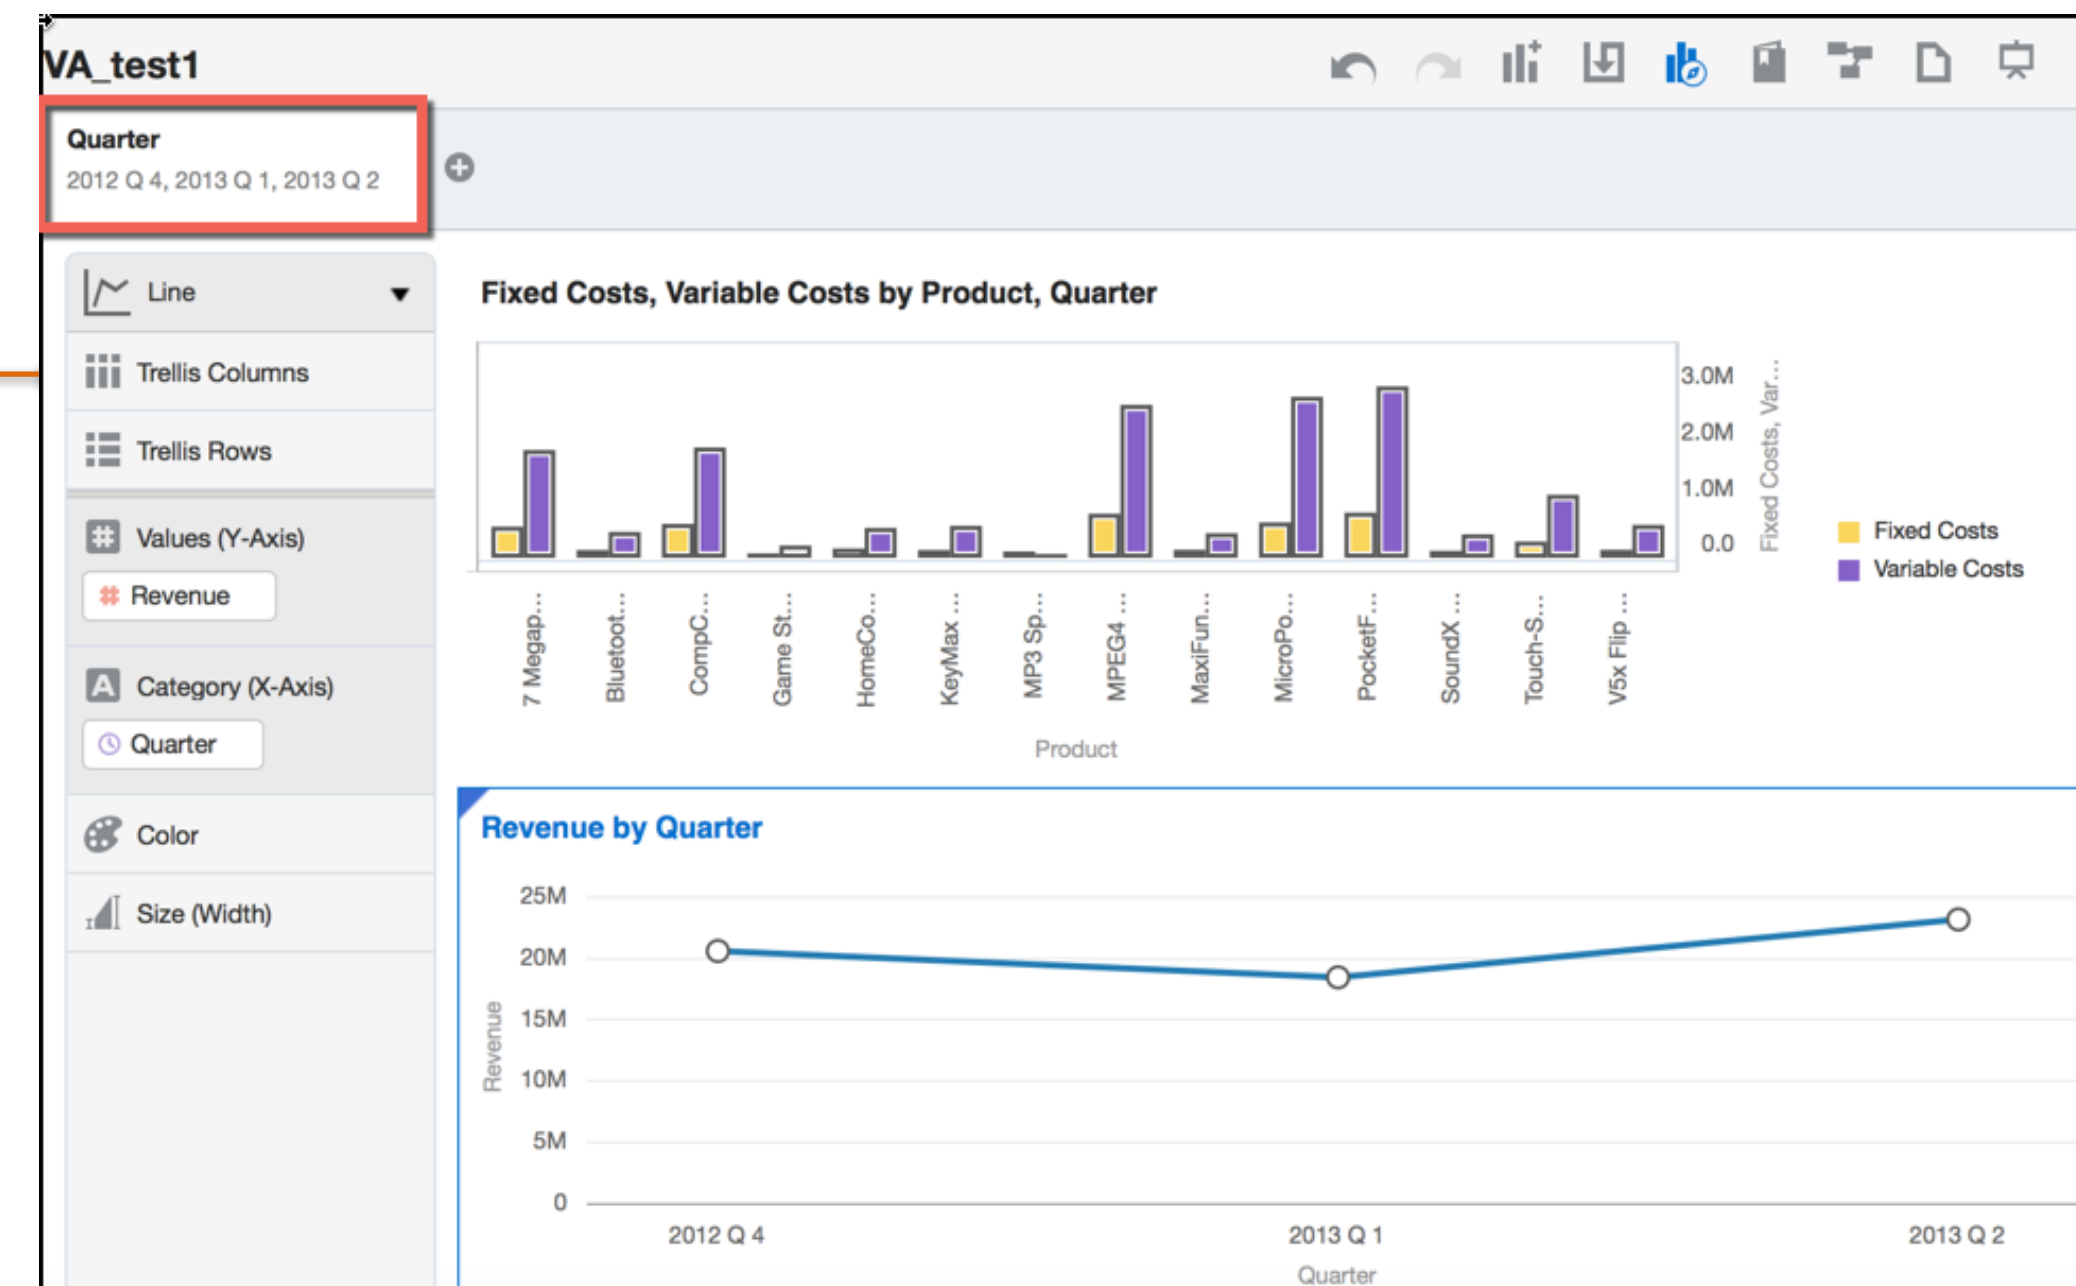 VA_test1
Quarter
2012 Q 4, 2013 Q 1, 2013 Q 2
Line
Trellis Columns
Trellis Rows
Values (Y-Axis)
Revenue
Category (X-Axis)
Quarter
Color
Size (Width)
Fixed Costs, Variable Costs by Product, Quarter
3.0M
2.0M
1.0M
0.0
Fixed Costs, Var...
Fixed Costs
Variable Costs
7 Megap...
Bluetoot...
CompC...
Game St...
HomeCo...
KeyMax ...
MP3 Sp...
MPEG4 ...
MaxiFun...
MicroPo...
PocketF...
SoundX ...
Touch-S...
V5x Flip ...
Product
Revenue by Quarter
25M
20M
15M
10M
5M
0
Revenue
2012 Q 4
2013 Q 1
2013 Q 2
Quarter